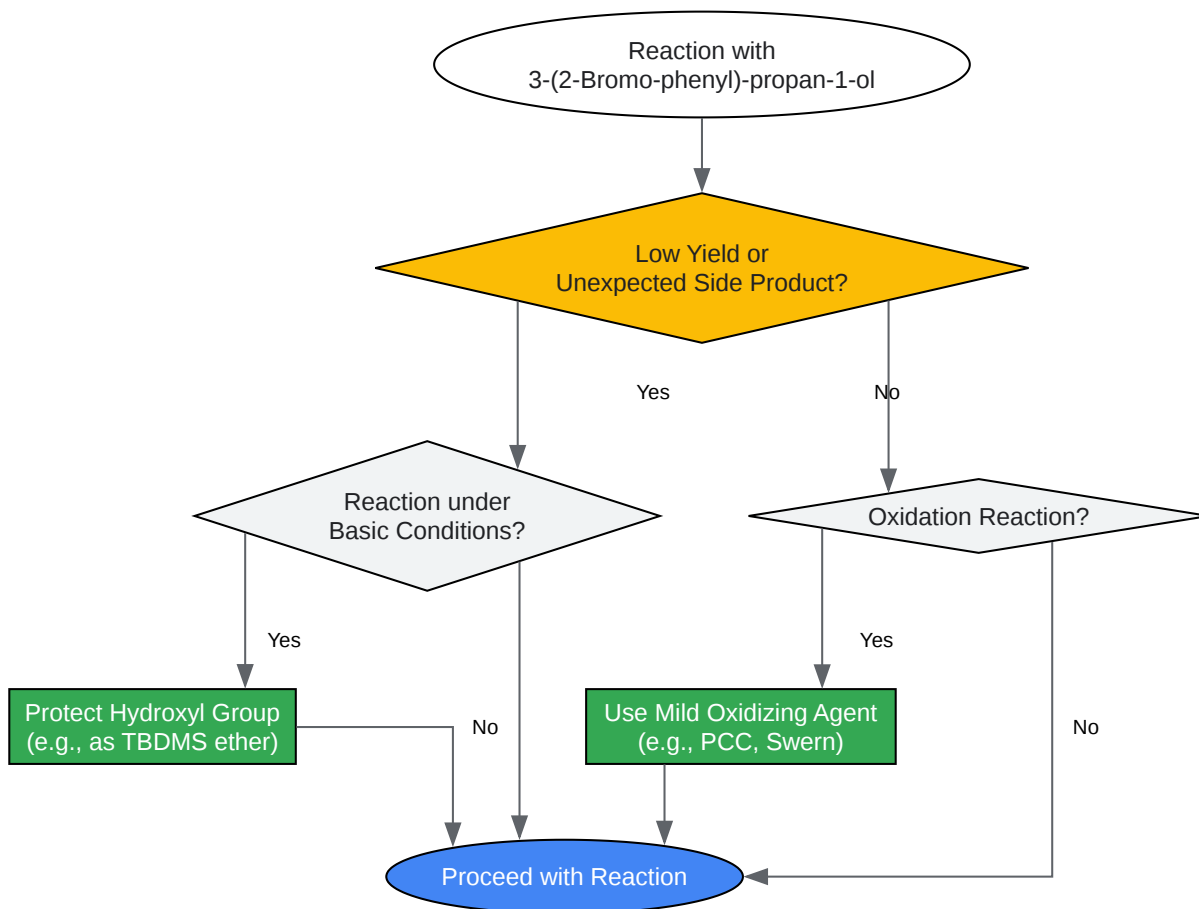 Reaction with
3-(2-Bromo-phenyl)-propan-1-ol
Low Yield or
Unexpected Side Product?
Yes
No
Reaction under
Basic Conditions?
Oxidation Reaction?
Yes
Yes
Protect Hydroxyl Group
(e.g., as TBDMS ether)
No
Use Mild Oxidizing Agent
(e.g., PCC, Swern)
No
Proceed with Reaction